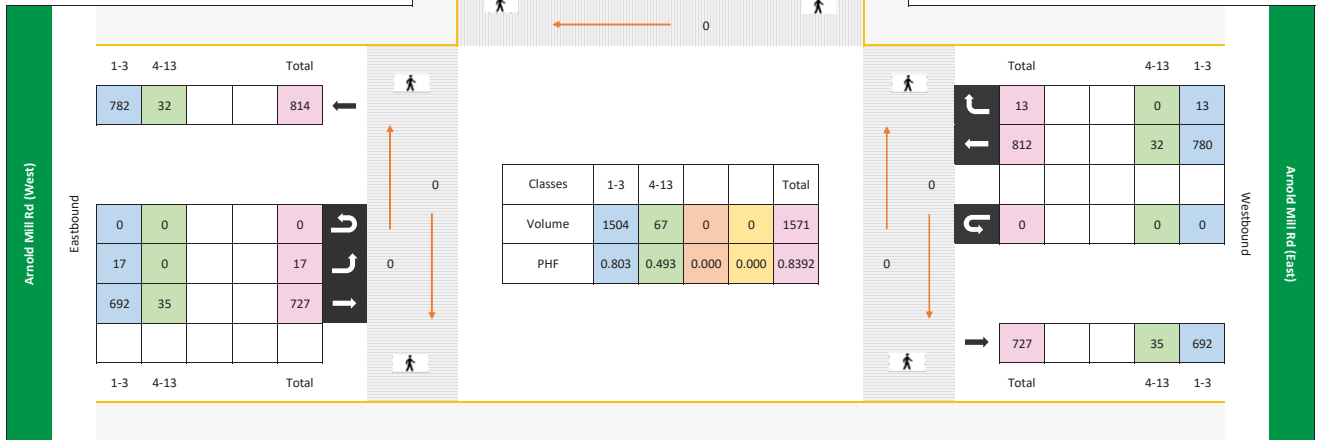 0
1-3 4-13 Total
782 32 814
Total 4-13 1-3
13 0 13
812 32 780
0 0 0
0
0
Arnold Mill Rd (West)
Eastbound
0 0 0
17 0 17
692 35 727
1-3 4-13 Total
0
0
Classes 1-3 4-13 Total
Volume 1504 67 0 0 1571
PHF 0.803 0.493 0.000 0.000 0.8392
Westbound
Arnold Mill Rd (East)
727 35 692
Total 4-13 1-3